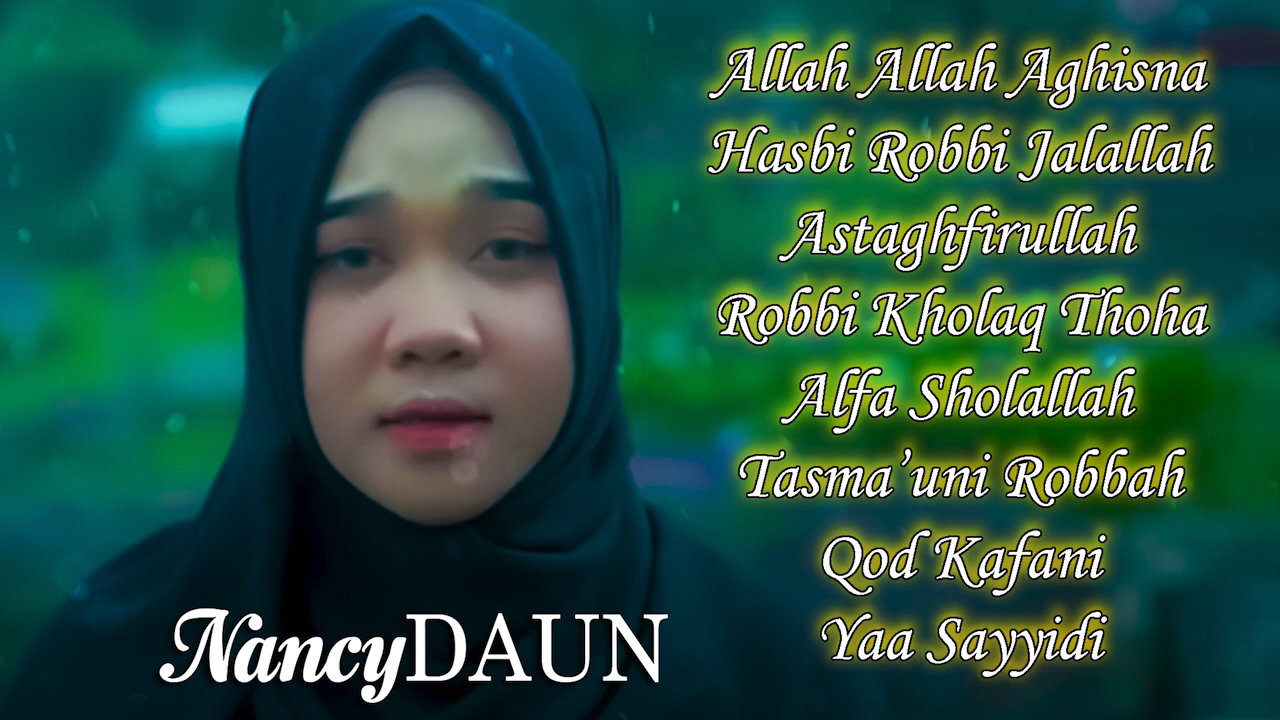 Allah Allah Aghisna
Hasbi Robbi Jalallah
Astaghfirullah
Robbi Kholaq Thoha
Alfa Sholallah
Tasma’uni Robbah
Qod Kafani
Yaa Sayyidi
NancyDAUN